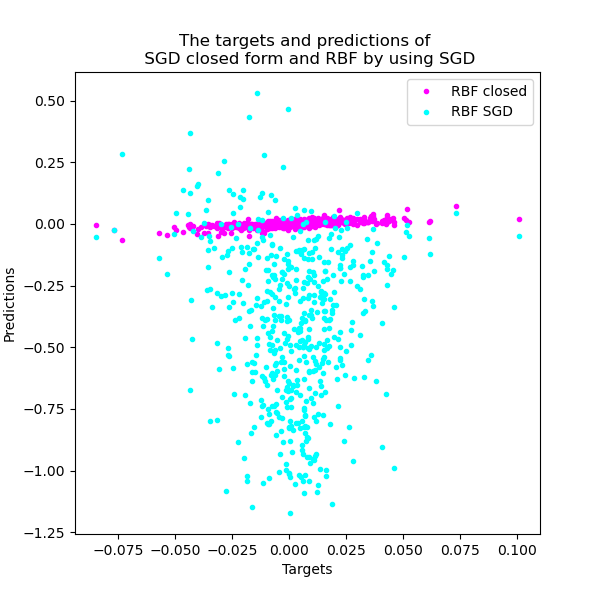 The targets and predictions of
SGD closed form and RBF by using SGD
RBF closed
RBF SGD
0.50
0.25
0.00
−0.25
−0.50
−0.75
−1.00
−1.25
Predictions
−0.075 −0.050 −0.025 0.000 0.025 0.050 0.075 0.100
Targets